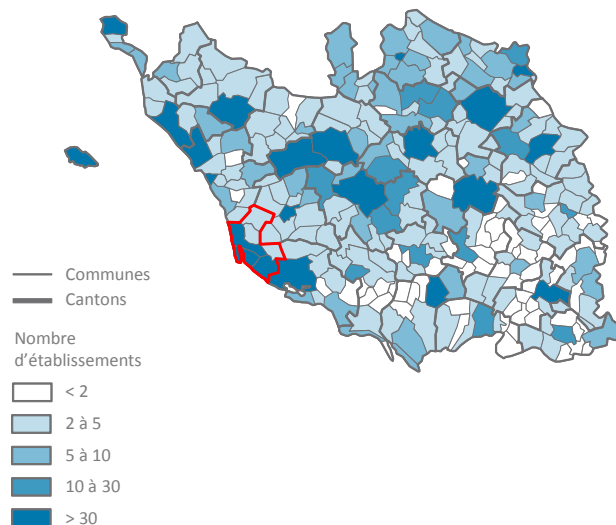 Communes
Cantons
Nombre
d'établissements
< 2
2 à 5
5 à 10
10 à 30
> 30